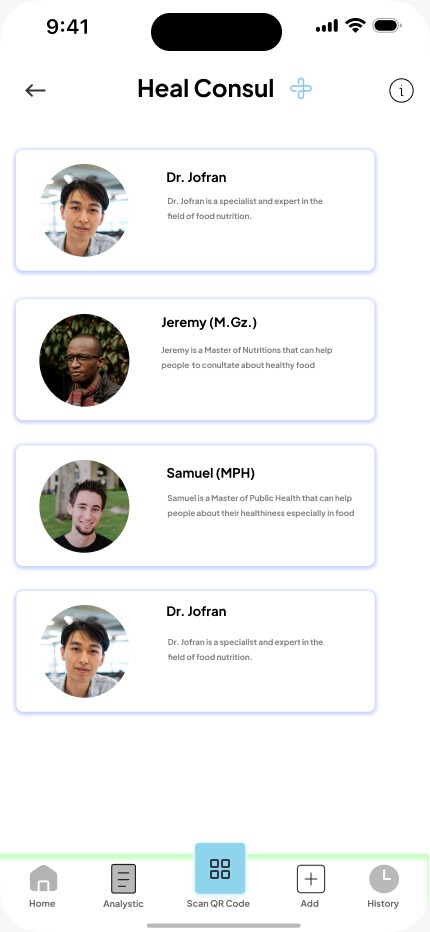 9:41
Heal Consul
Dr. Jofran
Dr. Jofran is a specialist and expert in the
field of food nutrition.
Jeremy (M.Gz.)
Jeremy is a Master of Nutritions that can help
people to conultate about healthy food
Samuel (MPH)
Samuel is a Master of Public Health that can help
people about their healthiness especially in food
Dr. Jofran
Dr. Jofran is a specialist and expert in the
field of food nutrition.
Home
Analystic
Scan QR Code
Add
History